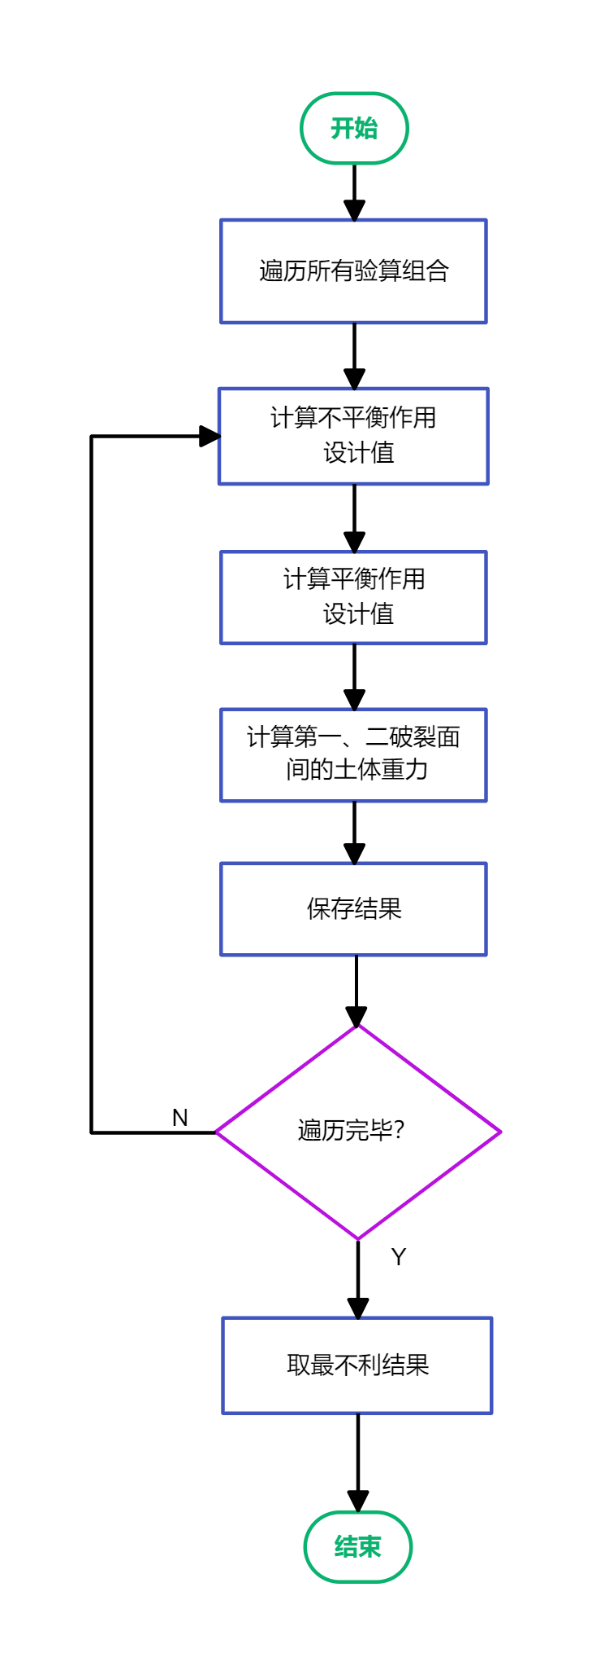 开始
遍历所有验算组合
计算不平衡作用
设计值
计算平衡作用
设计值
计算第一、二破裂面
间的土体重力
保存结果
遍历完毕?
N
Y
取最不利结果
结束